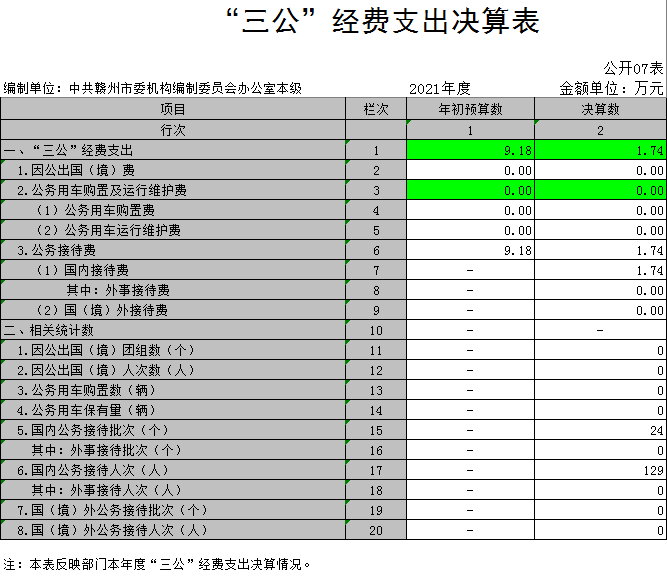 “三公”经费支出决算表
公开07表
编制单位：中共赣州市委机构编制委员会办公室本级 2021年度 金额单位：万元
项目 栏次 年初预算数 决算数
行次 1 2
一、“三公”经费支出 1 9.18 1.74
1.因公出国（境）费 2 0.00 0.00
2.公务用车购置及运行维护费 3 0.00 0.00
（1）公务用车购置费 4 0.00 0.00
（2）公务用车运行维护费 5 0.00 0.00
3.公务接待费 6 9.18 1.74
（1）国内接待费 7 - 1.74
其中：外事接待费 8 - 0.00
（2）国（境）外接待费 9 - 0.00
二、相关统计数 10 - -
1.因公出国（境）团组数（个） 11 - 0
2.因公出国（境）人次数（人） 12 - 0
3.公务用车购置数（辆） 13 - 0
4.公务用车保有量（辆） 14 - 0
5.国内公务接待批次（个） 15 - 24
其中：外事接待批次（个） 16 - 0
6.国内公务接待人次（人） 17 - 129
其中：外事接待人次（人） 18 - 0
7.国（境）外公务接待批次（个） 19 - 0
8.国（境）外公务接待人次（人） 20 - 0
注：本表反映部门本年度“三公”经费支出决算情况。